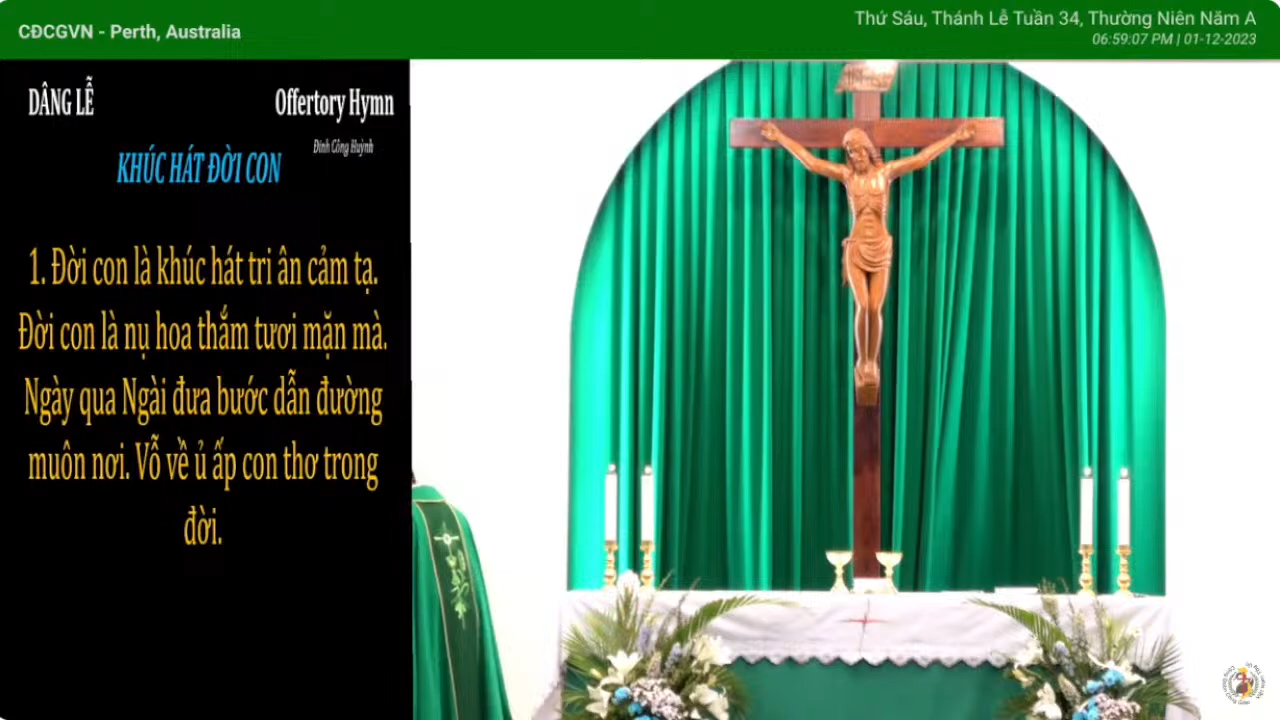 CĐCGVN - Perth, Australia
Thứ Sáu, Thánh Lễ Tuần 34, Thường Niên Năm A
06:59:07 PM | 01-12-2023
DÂNG LỄ
Offertory Hymn
Đinh Công Huỳnh
KHÚC HÁT ĐỜI CON
1. Đời con là khúc hát tri ân cảm tạ.
Đời con là nụ hoa thắm tươi mặn mà.
Ngày qua Ngài đưa bước dẫn đường
muôn nơi. Vỗ về ủ ấp con thơ trong
đời.